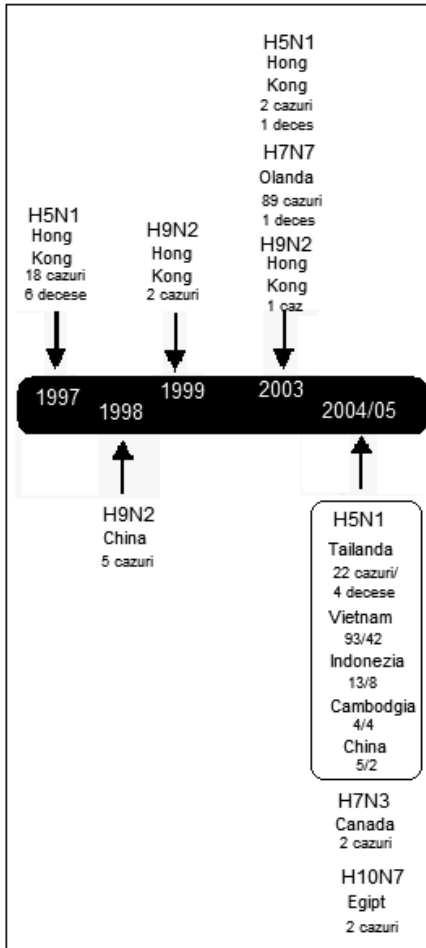 H5N1
Hong
Kong
2 cazuri
1 deces
H7N7
Olanda
89 cazuri
1 deces
H9N2
Hong
Kong
1 caz
H5N1
Hong
Kong
18 cazuri
6 decese
H9N2
Hong
Kong
2 cazuri
1997
1998
1999
2003
2004/05
H9N2
China
5 cazuri
H5N1
Tailanda
22 cazuri/
4 decese
Vietnam
93/42
Indonezia
13/8
Cambodgia
4/4
China
5/2
H7N3
Canada
2 cazuri
H10N7
Egipt
2 cazuri